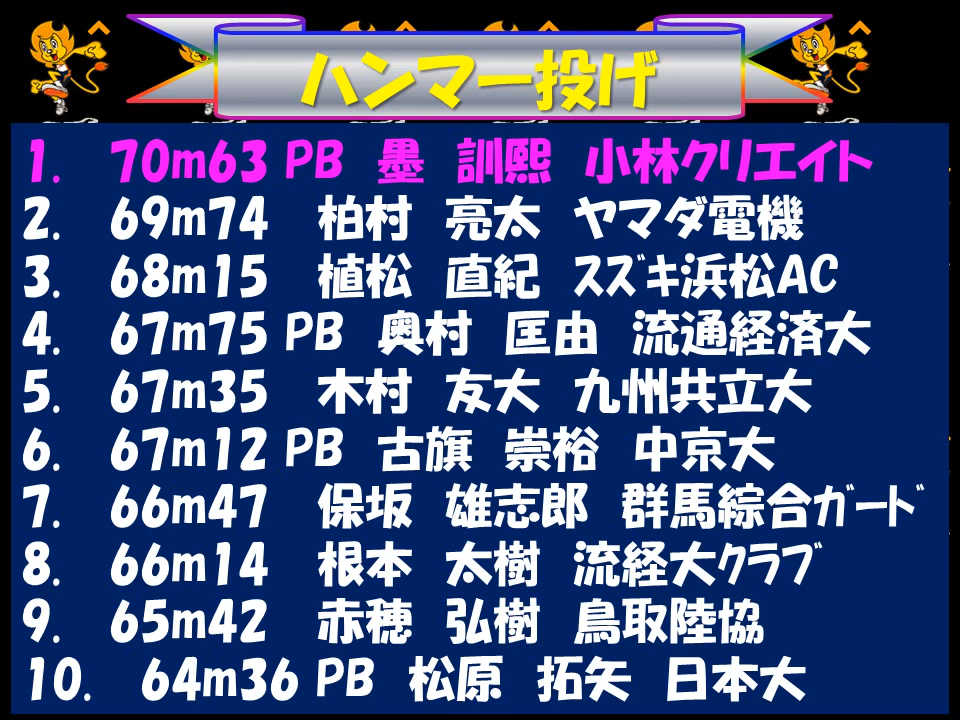 ハンマー投げ
1. 70m63 PB 墨 訓熙 小林クリエイト
2. 69m74 柏村 亮太 ヤマダ電機
3. 68m15 植松 直紀 ｽｽﾞｷ浜松AC
4. 67m75 PB 奥村 匡由 流通経済大
5. 67m35 木村 友大 九州共立大
6. 67m12 PB 古旗 崇裕 中京大
7. 66m47 保坂 雄志郎 群馬綜合ｶﾞｰﾄﾞ
8. 66m14 根本 太樹 流経大ｸﾗﾌﾞ
9. 65m42 赤穂 弘樹 鳥取陸協
10. 64m36 PB 松原 拓矢 日本大